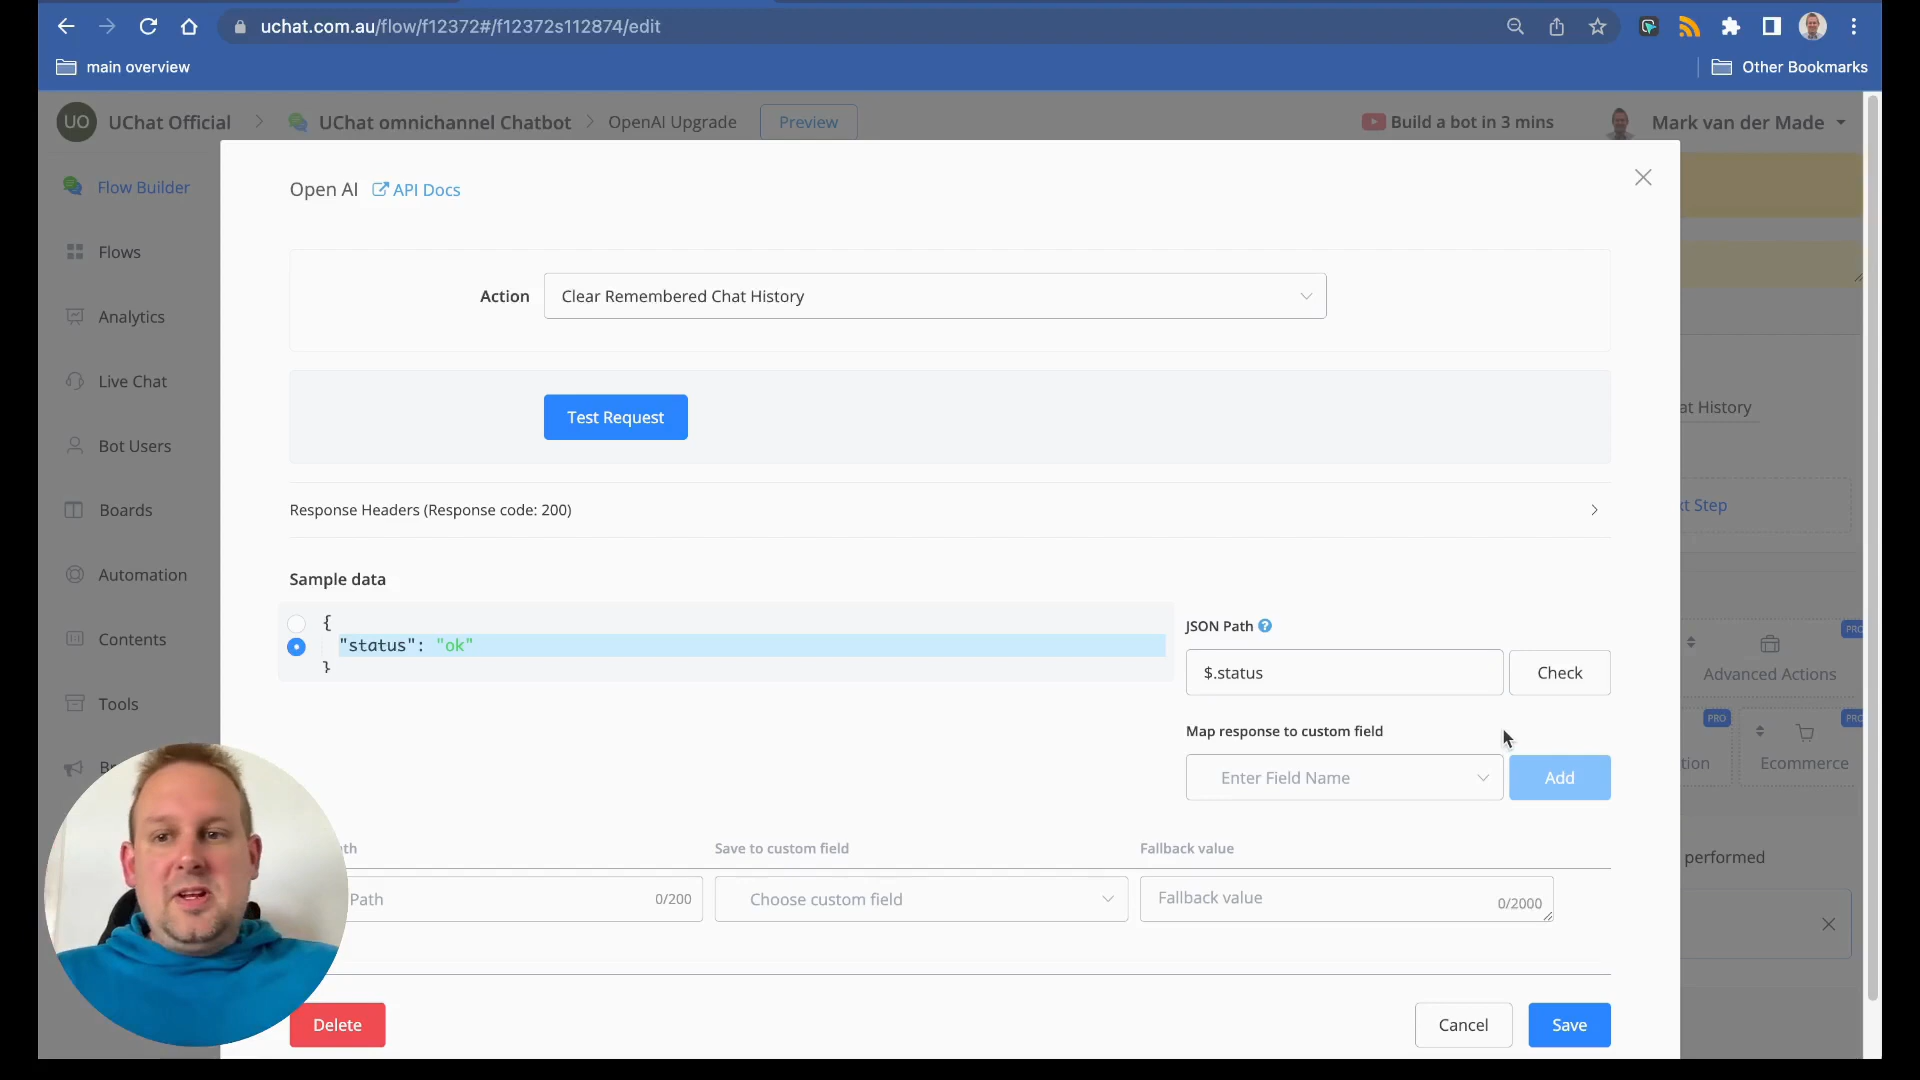 uchat.com.au/flow/f12372#/f12372s112874/edit
main overview
Other Bookmarks
UO UChat Official > UChat omnichannel Chatbot > OpenAI Upgrade Preview
Build a bot in 3 mins
Mark van der Made
Flow Builder
Flows
Analytics
Live Chat
Bot Users
Boards
Automation
Contents
Tools
Open AI API Docs
Action Clear Remembered Chat History
Test Request
Response Headers (Response code: 200)
Sample data
{
"status": "ok"
}
JSON Path
$.status
Check
Map response to custom field
Enter Field Name
Add
Save to custom field
Fallback value
Path 0/200
Choose custom field
Fallback value 0/2000
Delete
Cancel
Save
at History
xt Step
PRO
Advanced Actions
PRO
tion
Ecommerce
performed